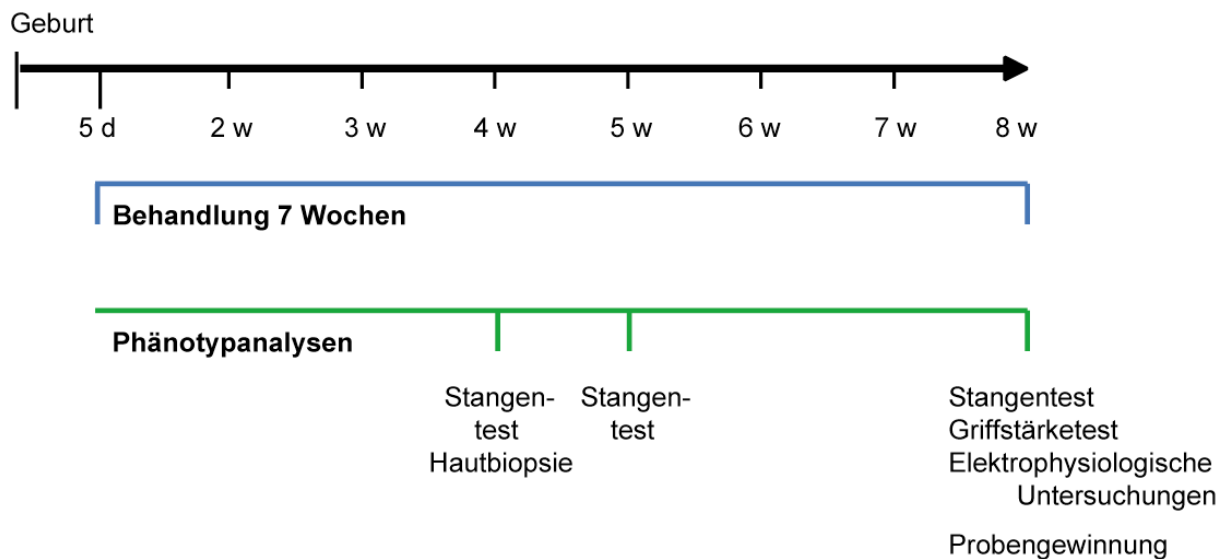 Geburt
5 d 2 w 3 w 4 w 5 w 6 w 7 w 8 w
Behandlung 7 Wochen
Phänotypanalysen
Stangen-
test
Hautbiopsie
Stangen-
test
Stangentest
Griffstärketest
Elektrophysiologische
Untersuchungen
Probengewinnung